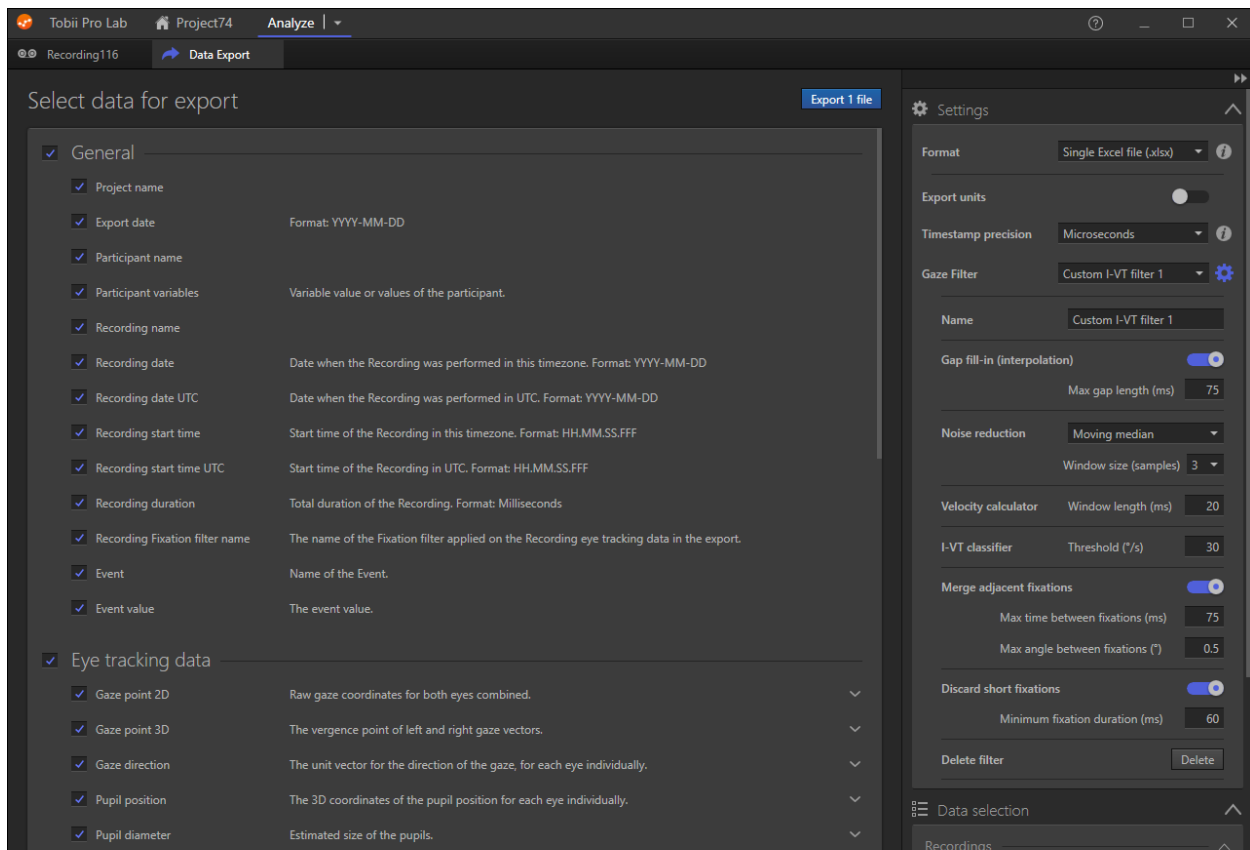 Tobii Pro Lab Project74 Analyze
Recording116 Data Export
Select data for export
Export 1 file
General
Project name
Export date Format: YYYY-MM-DD
Participant name
Participant variables Variable value or values of the participant.
Recording name
Recording date Date when the Recording was performed in this timezone. Format: YYYY-MM-DD
Recording date UTC Date when the Recording was performed in UTC. Format: YYYY-MM-DD
Recording start time Start time of the Recording in this timezone. Format: HH.MM.SS.FFF
Recording start time UTC Start time of the Recording in UTC. Format: HH.MM.SS.FFF
Recording duration Total duration of the Recording. Format: Milliseconds
Recording Fixation filter name The name of the Fixation filter applied on the Recording eye tracking data in the export.
Event Name of the Event.
Event value The event value.
Eye tracking data
Gaze point 2D Raw gaze coordinates for both eyes combined.
Gaze point 3D The vergence point of left and right gaze vectors.
Gaze direction The unit vector for the direction of the gaze, for each eye individually.
Pupil position The 3D coordinates of the pupil position for each eye individually.
Pupil diameter Estimated size of the pupils.
Settings
Format Single Excel file (.xlsx)
Export units
Timestamp precision Microseconds
Gaze Filter Custom I-VT filter 1
Name Custom I-VT filter 1
Gap fill-in (interpolation)
Max gap length (ms) 75
Noise reduction Moving median
Window size (samples) 3
Velocity calculator Window length (ms) 20
I-VT classifier Threshold (°/s) 30
Merge adjacent fixations
Max time between fixations (ms) 75
Max angle between fixations (°) 0.5
Discard short fixations
Minimum fixation duration (ms) 60
Delete filter Delete
Data selection
Recordings